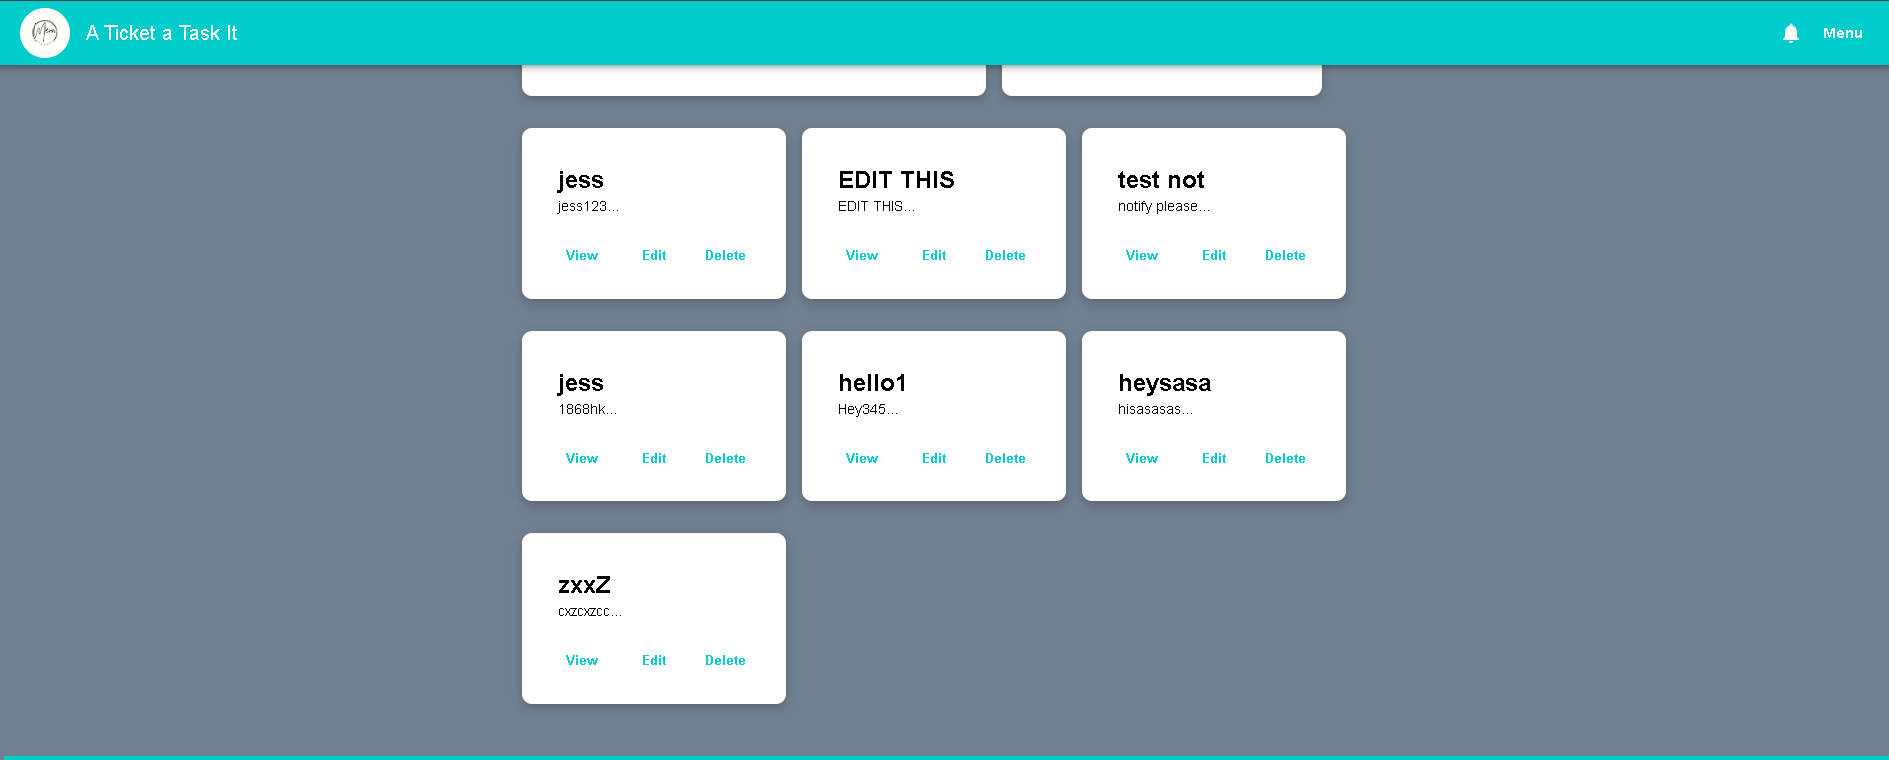 Mern
A Ticket a Task It
Menu
jess
jess123...
View Edit Delete
EDIT THIS
EDIT THIS...
View Edit Delete
test not
notify please...
View Edit Delete
jess
1868hk...
View Edit Delete
hello1
Hey345...
View Edit Delete
heysasa
hisasasas...
View Edit Delete
zxxZ
cxzcxzcc...
View Edit Delete